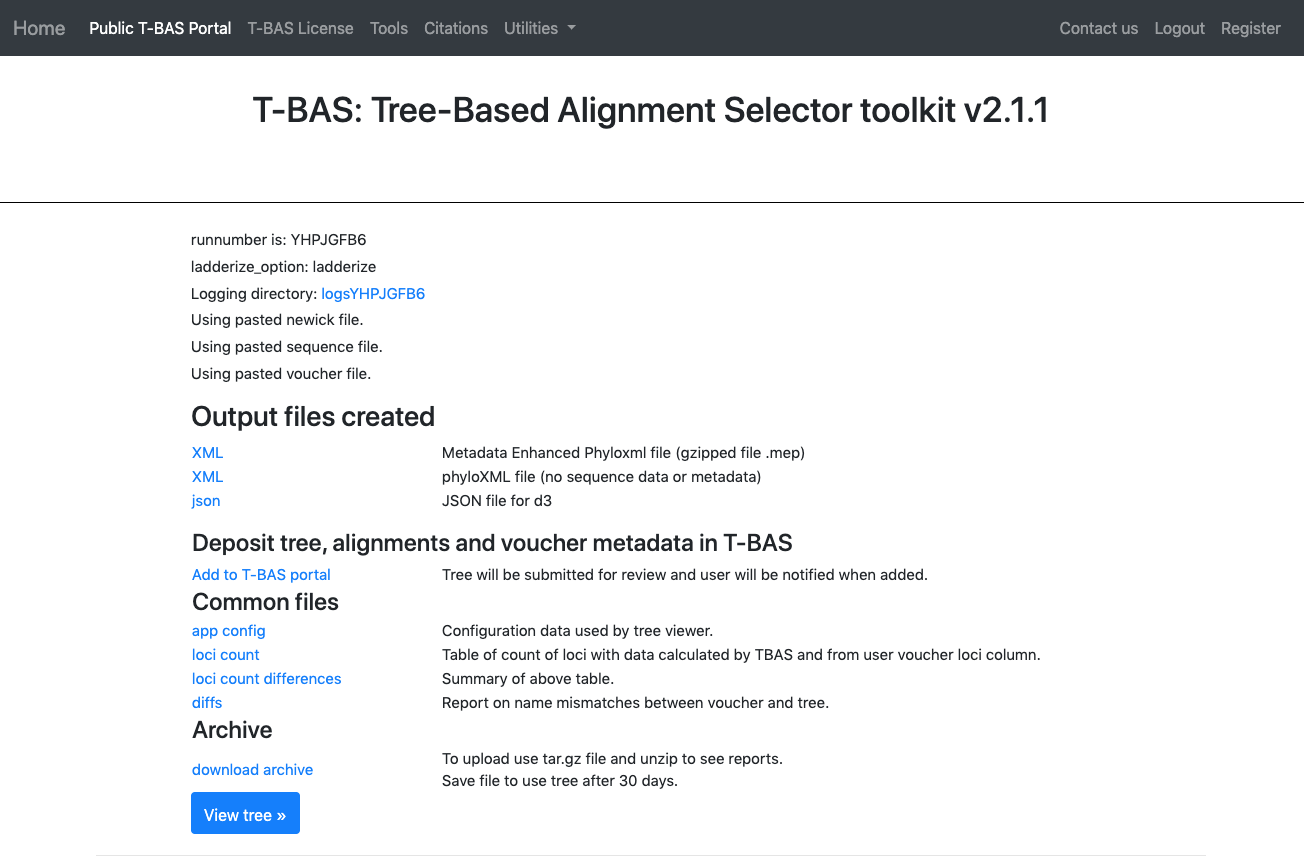 Home Public T-BAS Portal T-BAS License Tools Citations Utilities Contact us Logout Register
T-BAS: Tree-Based Alignment Selector toolkit v2.1.1
runnumber is: YHPJGFB6
ladderize_option: ladderize
Logging directory: logsYHPJGFB6
Using pasted newick file.
Using pasted sequence file.
Using pasted voucher file.
Output files created
XML Metadata Enhanced Phyloxml file (gzipped file .mep)
XML phyloXML file (no sequence data or metadata)
json JSON file for d3
Deposit tree, alignments and voucher metadata in T-BAS
Add to T-BAS portal Tree will be submitted for review and user will be notified when added.
Common files
app config Configuration data used by tree viewer.
loci count Table of count of loci with data calculated by TBAS and from user voucher loci column.
loci count differences Summary of above table.
diffs Report on name mismatches between voucher and tree.
Archive
download archive To upload use tar.gz file and unzip to see reports.
Save file to use tree after 30 days.
View tree »